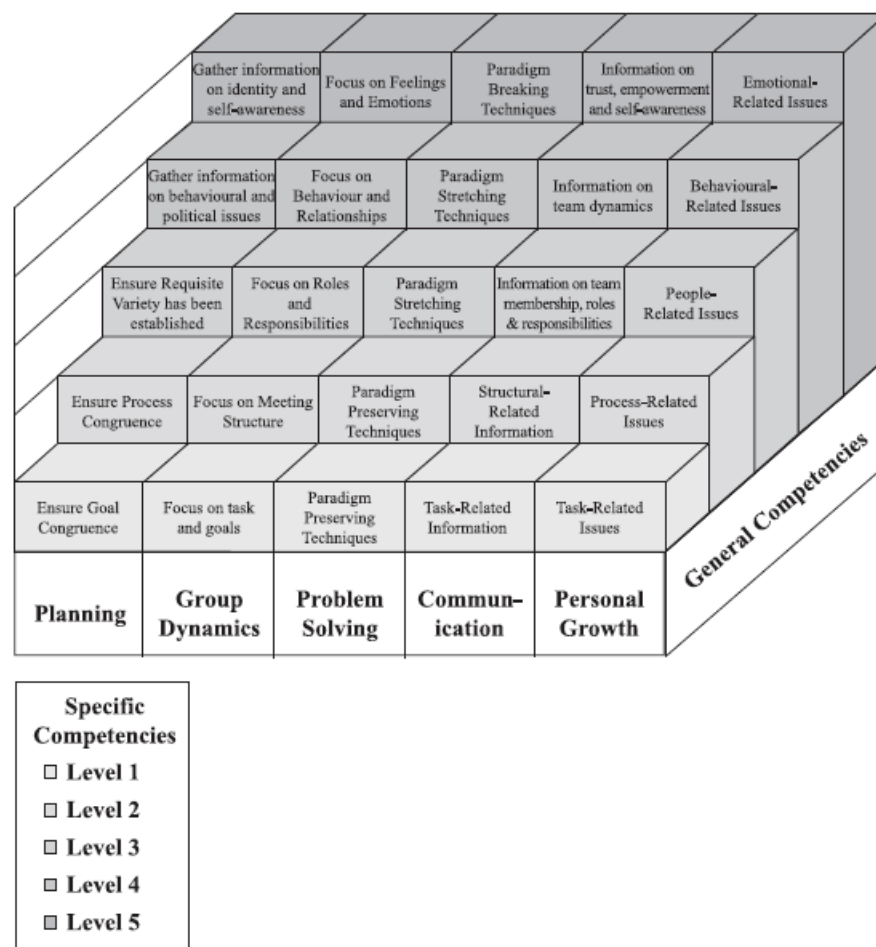 Gather information
on identity and
self-awareness
Focus on Feelings
and Emotions
Paradigm
Breaking
Techniques
Information on
trust, empowerment
and self-awareness
Emotional-
Related Issues
Gather information
on behavioural and
political issues
Focus on
Behaviour and
Relationships
Paradigm
Stretching
Techniques
Information on
team dynamics
Behavioural-
Related Issues
Ensure Requisite
Variety has been
established
Focus on Roles
and
Responsibilities
Paradigm
Stretching
Techniques
Information on team
membership, roles
& responsibilities
People-
Related Issues
Ensure Process
Congruence
Focus on Meeting
Structure
Paradigm
Preserving
Techniques
Structural-
Related
Information
Process-Related
Issues
Ensure Goal
Congruence
Focus on task
and goals
Paradigm
Preserving
Techniques
Task-Related
Information
Task-Related
Issues
General Competencies
Planning
Group
Dynamics
Problem
Solving
Commun-
ication
Personal
Growth
Specific
Competencies
Level 1
Level 2
Level 3
Level 4
Level 5